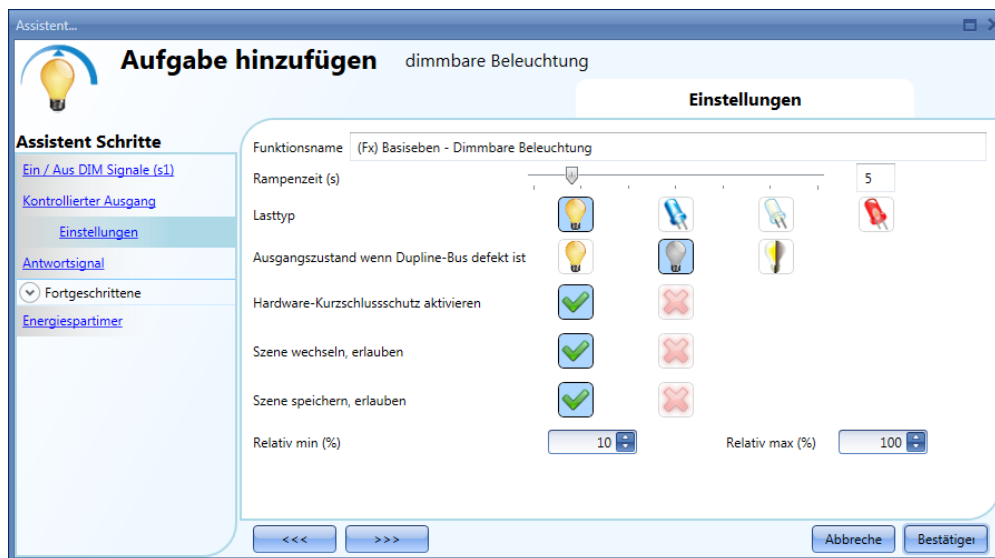 Assistent...
Aufgabe hinzufügen dimmbare Beleuchtung
Einstellungen
Assistent Schritte
Ein / Aus DIM Signale (s1)
Kontrollierter Ausgang
Einstellungen
Antwortsignal
Fortgeschrittene
Energiespartimer
Funktionsname (Fx) Basiseben - Dimmbare Beleuchtung
Rampenzeit (s) 5
Lasttyp
Ausgangszustand wenn Dupline-Bus defekt ist
Hardware-Kurzschlussschutz aktivieren
Szene wechseln, erlauben
Szene speichern, erlauben
Relativ min (%) 10 Relativ max (%) 100
<<< >>> Abbreche Bestätiger